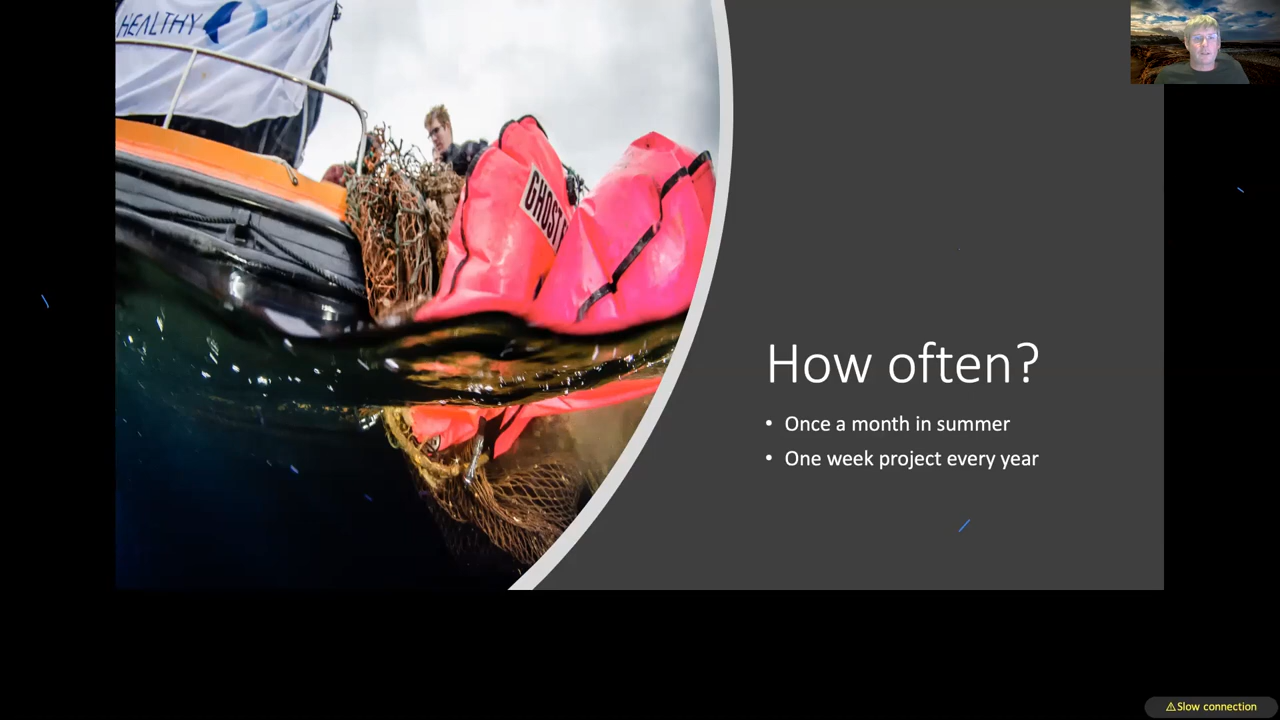 HEALTHY
GHOST
How often?
• Once a month in summer
• One week project every year
⚠Slow connection